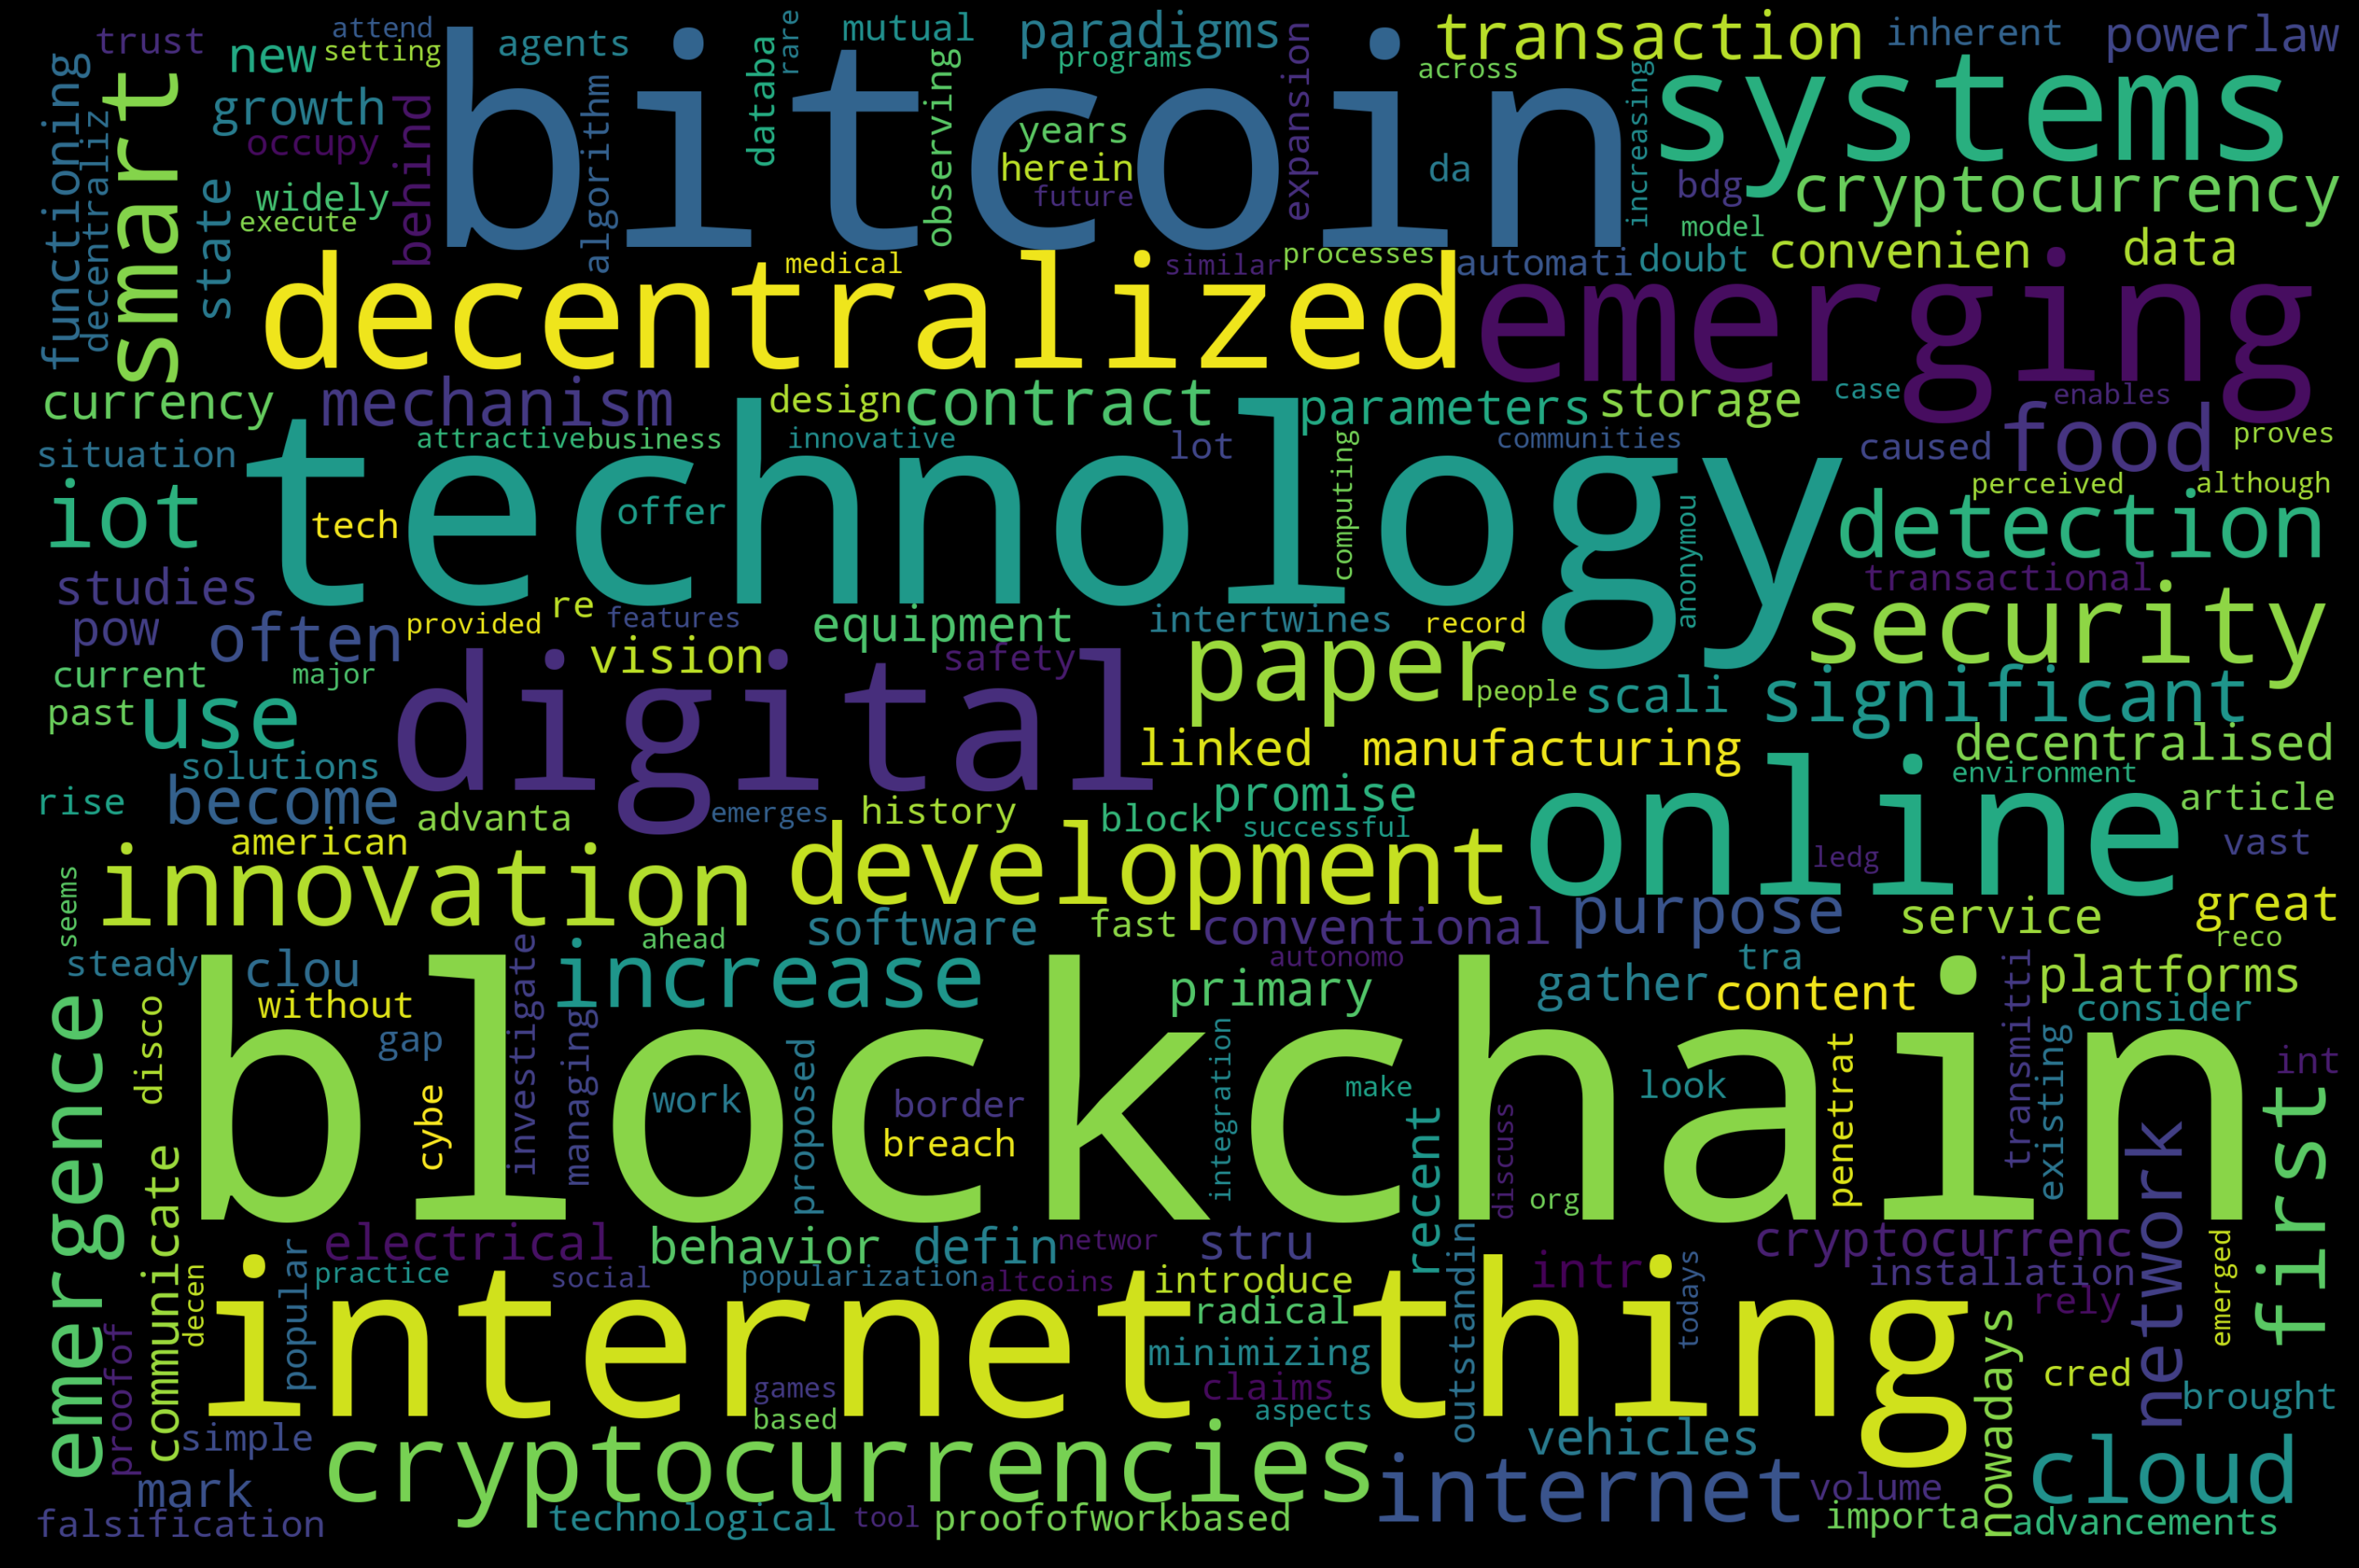 attend
trust
setting
new
agents
databa
rare
mutual
paradigms
programs
across
transaction
inherent
powerlaw
functioning
decentraliz
smart
growth
occupy
widely
execute
state
behind
bitcoin
algorithm
observing
years
herein
future
expansion
da
increasing
systems
bdg
model
cryptocurrency
decentralized
medical
similar
processes
automati
doubt
convenien
data
emerging
currency
mechanism
design
contract
parameters
storage
case
enables
situation
attractive
business
innovative
lot
communities
caused
food
proves
technology
iot
tech
offer
computing
anonymou
perceived
although
detection
studies
transactional
pow
often
provided
re
features
equipment
intertwines
record
security
current
major
vision
safety
paper
people
scali
significant
past
use
digital
linked
manufacturing
decentralised
solutions
environment
rise
become
advanta
emerges
history
block
promise
successful
online
article
american
ledg
vast
seems
innovation
development
software
fast
conventional
purpose
service
great
reco
steady
clou
ahead
autonomo
tra
increase
primary
gather
content
platforms
consider
emergence
disco
without
gap
cybe
investigate
managing
blockchain
work
proposed
border
breach
integration
make
recent
discuss
org
look
penetrat
transmitti
existing
int
first
network
communicate
electrical
behavior
defin
networ
stru
intr
cryptocurrenc
decen
popular
practice
social
popularization
altcoins
introduce
todays
installation
rely
emerged
internet thing
radical
outstandin
minimizing
proofof
games
claims
nowadays
cred
brought
based
aspects
simple
cryptocurrencies
vehicles
cloud
mark
internet
volume
falsification
technological
tool
proofofworkbased
importa
advancements